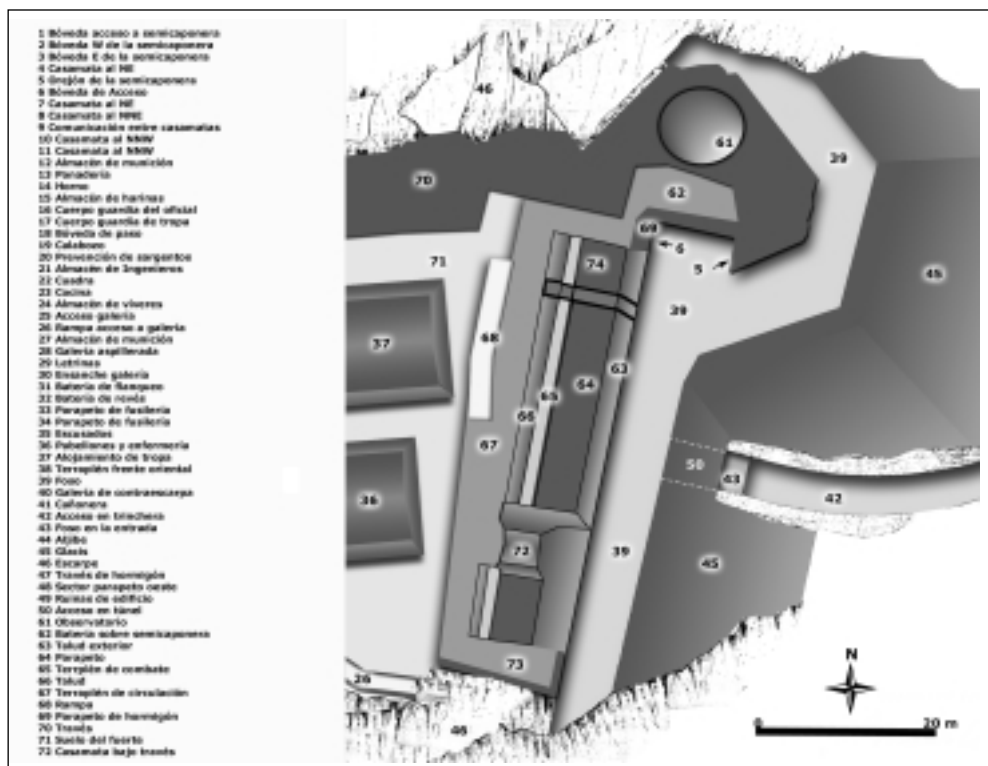 1 Bóveda acceso a semicaponera
2 Bóveda W de la semicaponera
3 Bóveda E de la semicaponera
4 Casamata al NE
5 Orejón de la semicaponera
6 Bóveda de Acceso
7 Casamata al NE
8 Casamata al NNE
9 Comunicación entre casamatas
10 Casamata al NNW
11 Casamata al NNW
12 Almacén de munición
13 Panadería
14 Horno
15 Almacén de harinas
16 Cuerpo guardia del oficial
17 Cuerpo guardia de tropa
18 Bóveda de paso
19 Calabozo
20 Prevención de sargentos
21 Almacén de Ingenieros
22 Cuadra
23 Cocina
24 Almacén de víveres
25 Acceso galería
26 Rampa acceso a galería
27 Almacén de munición
28 Galería aspillerada
29 Letrinas
30 Ensanche galería
31 Batería de flanqueo
32 Batería de revés
33 Parapeto de fusilería
34 Parapeto de fusilería
35 Excusados
36 Pabellones y enfermería
37 Alojamiento de tropa
38 Terraplén frente oriental
39 Foso
40 Galería de contraescarpa
41 Cañonera
42 Acceso en trinchera
43 Foso en la entrada
44 Aljibe
45 Glacis
46 Escarpe
47 Través de hormigón
48 Sector parapeto oeste
49 Ruinas de edificio
50 Acceso en túnel
61 Observatorio
62 Batería sobre semicaponera
63 Talud exterior
64 Parapeto
65 Terrplén de combate
66 Talud
67 Terraplén de circulación
68 Rampa
69 Parapeto de hormigón
70 Través
71 Suelo del fuerte
72 Casamata bajo través
46
61
39
70
62
69
6
71
74
5
45
39
37
68
63
64
65
66
67
50
43
42
36
72
39
45
73
26
46
N
0 20 m